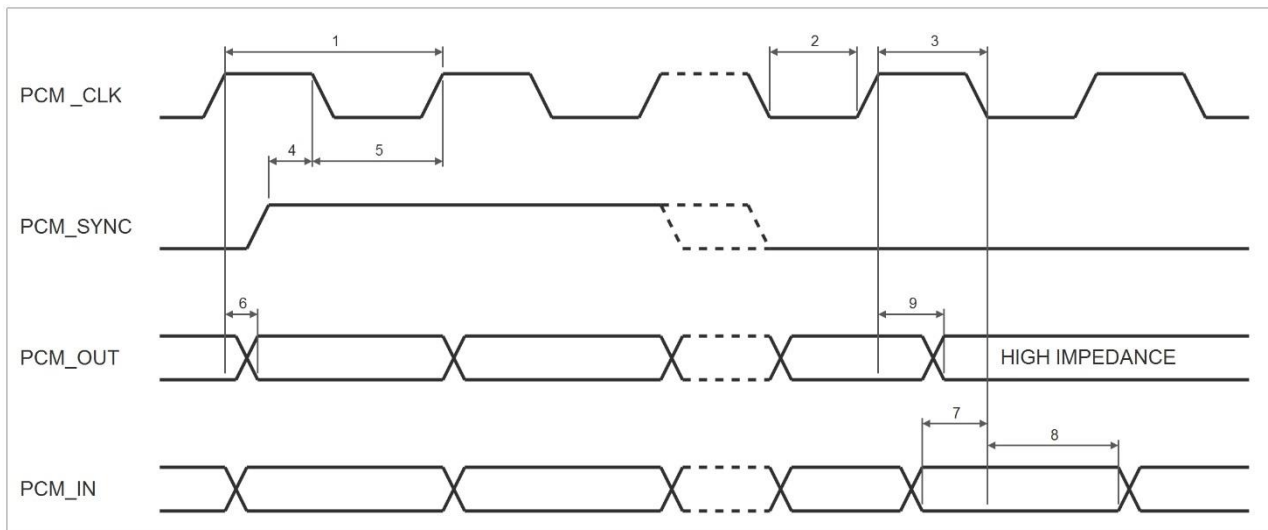 1
2
3
PCM _CLK
4
5
PCM_SYNC
6
9
PCM_OUT
HIGH IMPEDANCE
7
8
PCM_IN